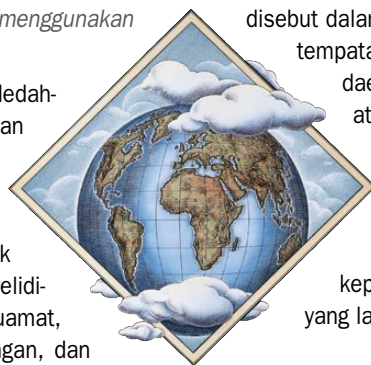 menggunakan
ledah-
an
k
elidi-
uamat,
ngan, dan
disebut dalam
tempata
dae
at
kep
yang la